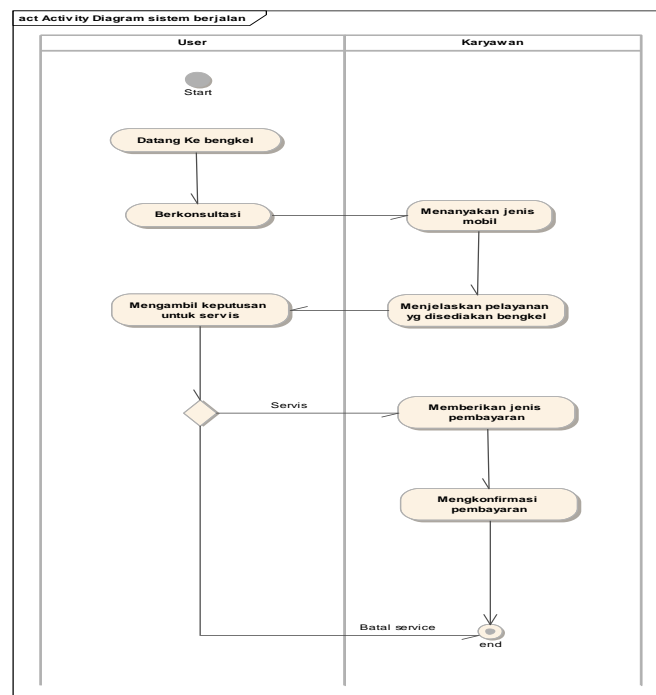 act Activity Diagram sistem berjalan
User
Karyawan
Start
Datang Ke bengkel
Berkonsultasi
Menanyakan jenis
mobil
Mengambil keputusan
untuk servis
Menjelaskan pelayanan
yg disediakan bengkel
Servis
Memberikan jenis
pembayaran
Mengkonfirmasi
pembayaran
Batal service
end